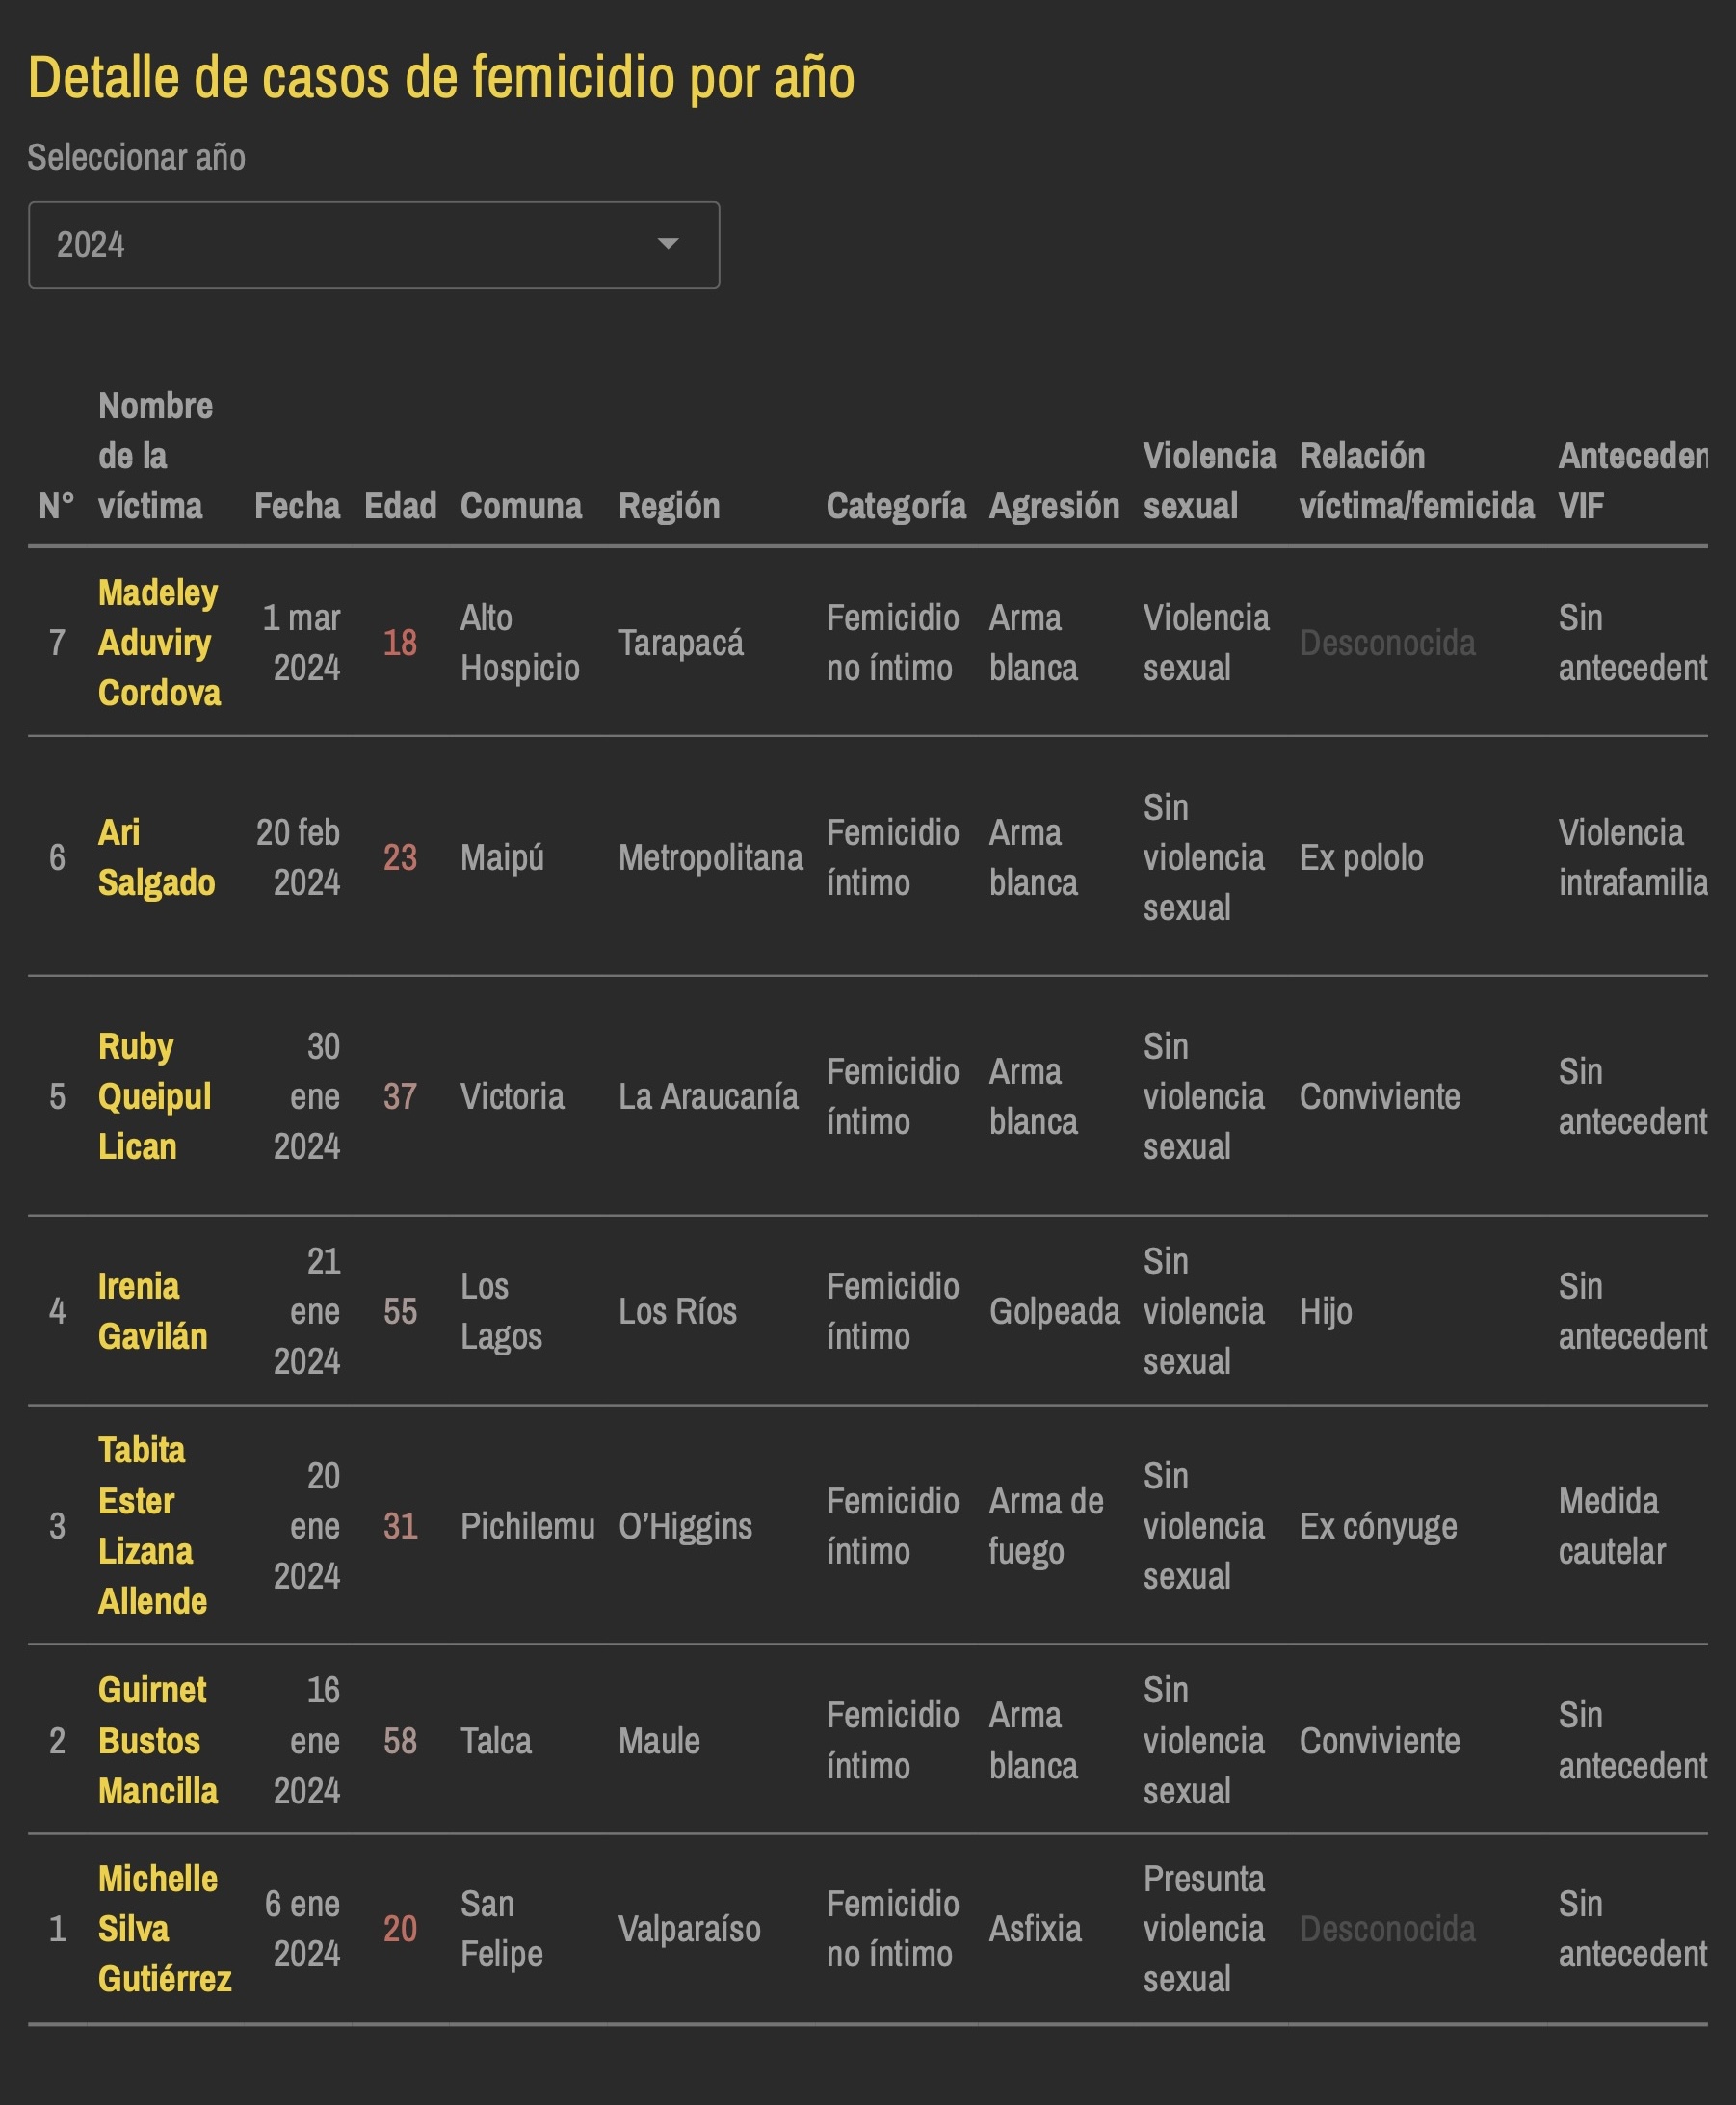 Detalle de casos de femicidio por año
Seleccionar año
2024
N° Nombre de la víctima Fecha Edad Comuna Región Categoría Agresión Violencia sexual Relación víctima/femicida Anteceden VIF
7 Madeley Aduviry Cordova 1 mar 2024 18 Alto Hospicio Tarapacá Femicidio no íntimo Arma blanca Violencia sexual Desconocida Sin antecedent
6 Ari Salgado 20 feb 2024 23 Maipú Metropolitana Femicidio íntimo Arma blanca Sin violencia sexual Ex pololo Violencia intrafamilia
5 Ruby Queipul Lican 30 ene 2024 37 Victoria La Araucanía Femicidio íntimo Arma blanca Sin violencia sexual Conviviente Sin antecedent
4 Irenia Gavilán 21 ene 2024 55 Los Lagos Los Ríos Femicidio íntimo Golpeada Sin violencia sexual Hijo Sin antecedent
3 Tabita Ester Lizana Allende 20 ene 2024 31 Pichilemu O’Higgins Femicidio íntimo Arma de fuego Sin violencia sexual Ex cónyuge Medida cautelar
2 Guirnet Bustos Mancilla 16 ene 2024 58 Talca Maule Femicidio íntimo Arma blanca Sin violencia sexual Conviviente Sin antecedent
1 Michelle Silva Gutiérrez 6 ene 2024 20 San Felipe Valparaíso Femicidio no íntimo Asfixia Presunta violencia sexual Desconocida Sin antecedent